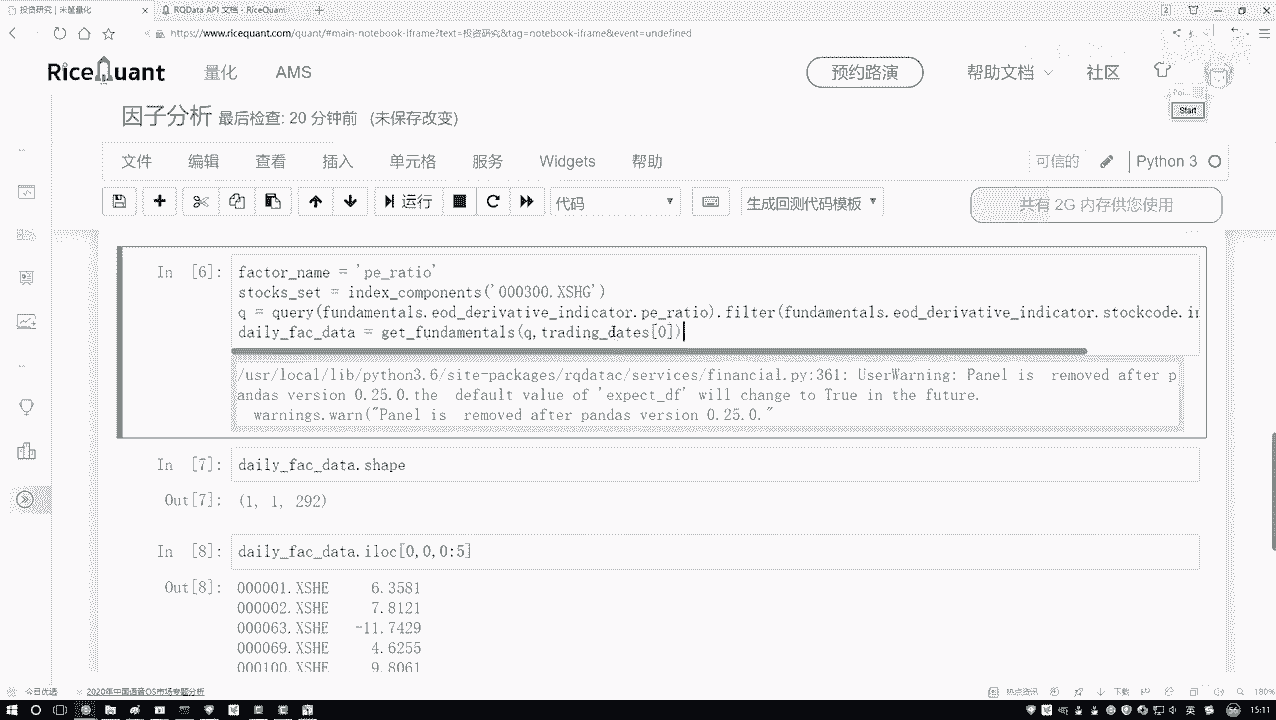 投资研究 | 米筐量化
RQData API 文档 - RiceQuan
https://www.ricequant.com/quant/#main-notebook-iframe?text=投资研究&tag=notebook-iframe&event=undefined
RiceQuant
量化
AMS
预约路演
帮助文档
社区
Start
因子分析 最后检查: 20 分钟前 (未保存改变)
文件 编辑 查看 插入 单元格 服务 Widgets 帮助
可信的
Python 3
运行
代码
生成回测代码模板
共有 2G 内存供您使用
In [6]:
factor_name = 'pe_ratio'
stocks_set = index_components('000300.XSHG')
q = query(fundamentals.eod_derivative_indicator.pe_ratio).filter(fundamentals.eod_derivative_indicator.stockcode.in
daily_fac_data = get_fundamentals(q,trading_dates[0])
/usr/local/lib/python3.6/site-packages/rqdatac/services/financial.py:361: UserWarning: Panel is  removed after p
andas version 0.25.0.the  default value of 'expect_df' will change to True in the future.
warnings.warn("Panel is  removed after pandas version 0.25.0."
In [7]: daily_fac_data.shape
Out[7]: (1, 1, 292)
In [8]: daily_fac_data.iloc[0,0,0:5]
Out[8]:
000001.XSHE 6.3581
000002.XSHE 7.8121
000063.XSHE -11.7429
000069.XSHE 4.6255
000100.XSHE 9.8061
今日优选
2020年中国语音OS市场专题分析
热点资讯
下载
180%
英
15:11